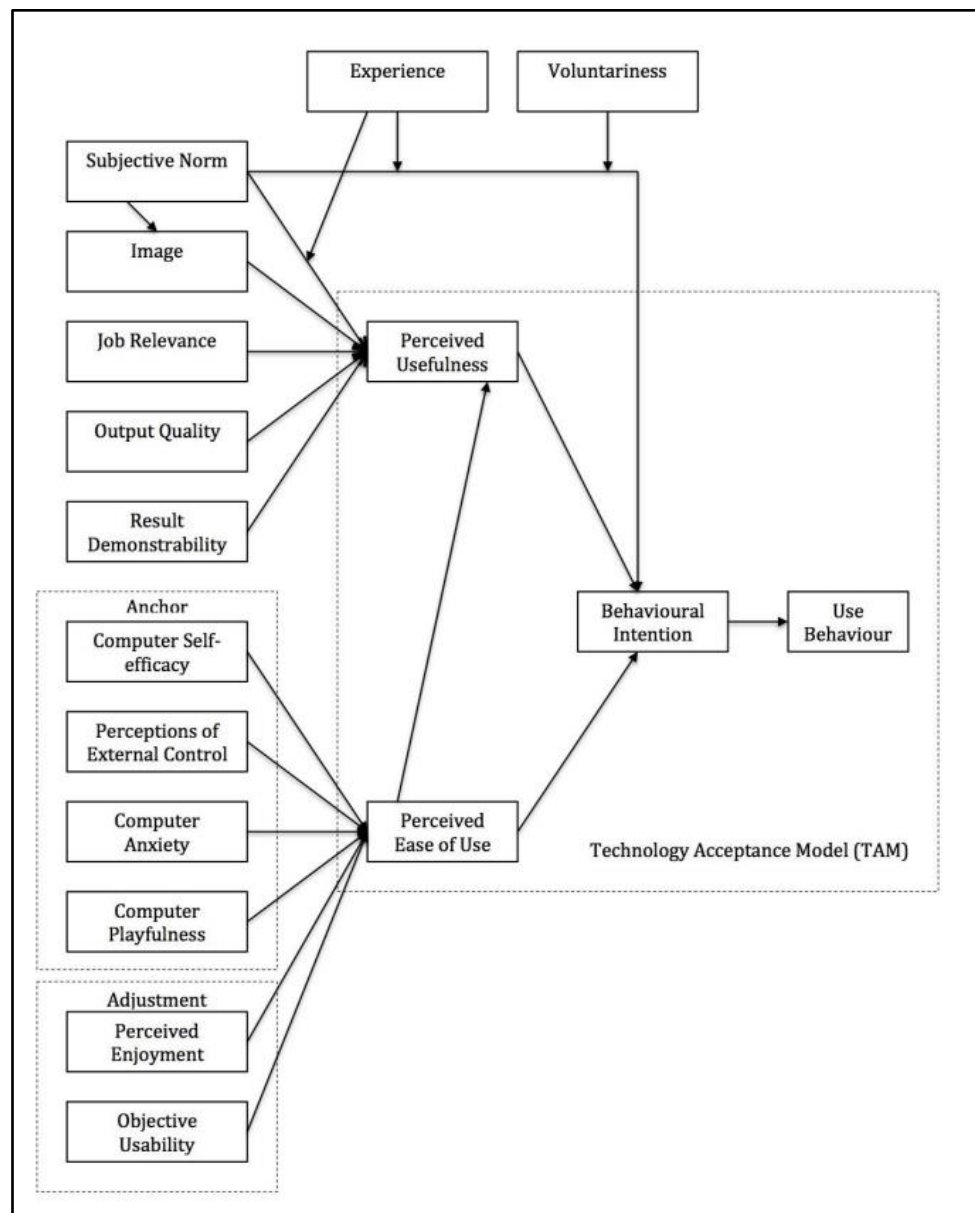 Experience
Voluntariness
Subjective Norm
Image
Job Relevance
Perceived
Usefulness
Output Quality
Result
Demonstrability
Anchor
Computer Self-
efficacy
Behavioural
Intention
Use
Behaviour
Perceptions of
External Control
Computer
Anxiety
Perceived
Ease of Use
Technology Acceptance Model (TAM)
Computer
Playfulness
Adjustment
Perceived
Enjoyment
Objective
Usability